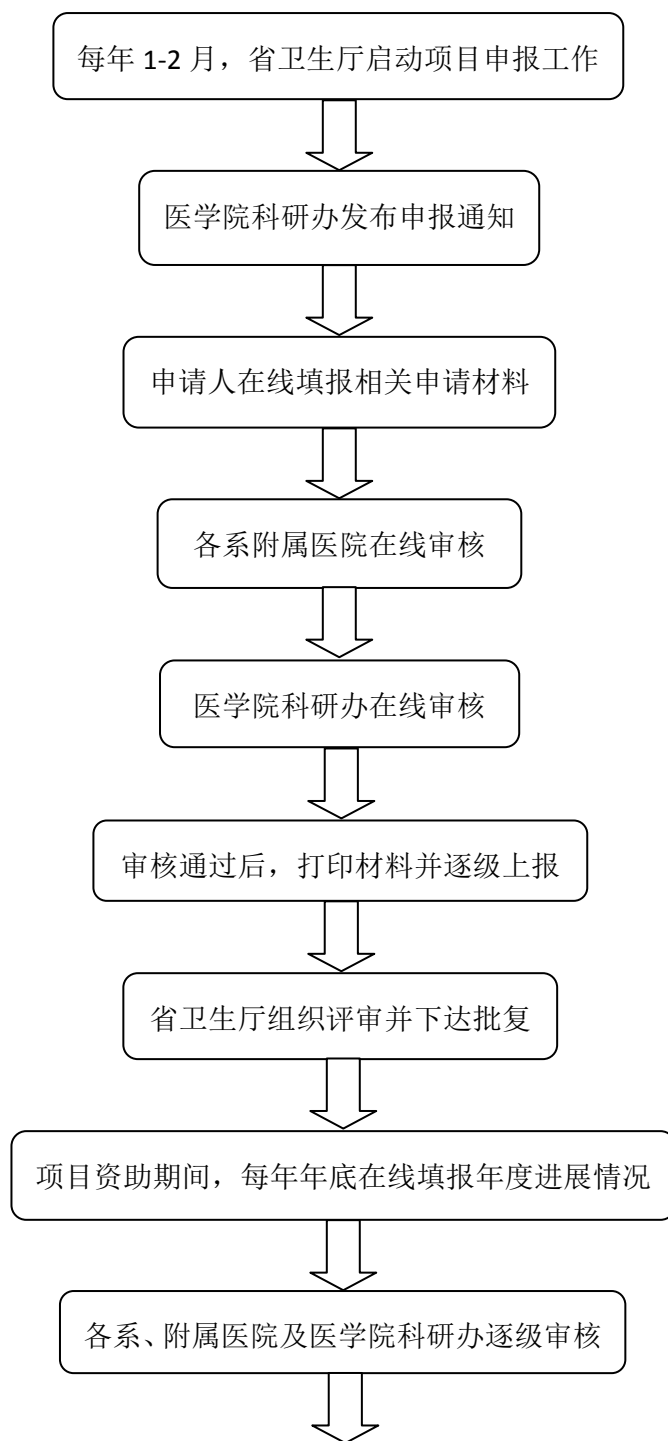 每年 1-2 月，省卫生厅启动项目申报工作
医学院科研办发布申报通知
申请人在线填报相关申请材料
各系附属医院在线审核
医学院科研办在线审核
审核通过后，打印材料并逐级上报
省卫生厅组织评审并下达批复
项目资助期间，每年年底在线填报年度进展情况
各系、附属医院及医学院科研办逐级审核